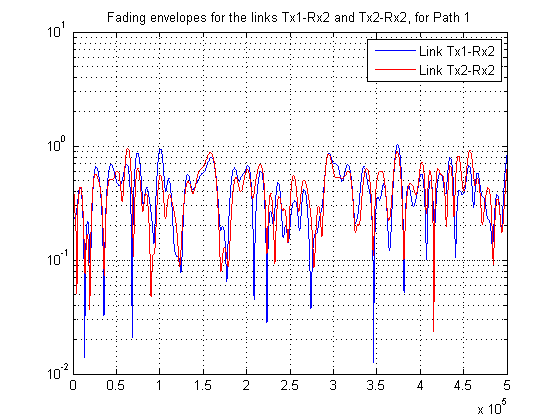 Fading envelopes for the links Tx1-Rx2 and Tx2-Rx2, for Path 1
Link Tx1-Rx2
Link Tx2-Rx2
10^1
10^0
10^-1
10^-2
0 0.5 1 1.5 2 2.5 3 3.5 4 4.5 5
x 10^5